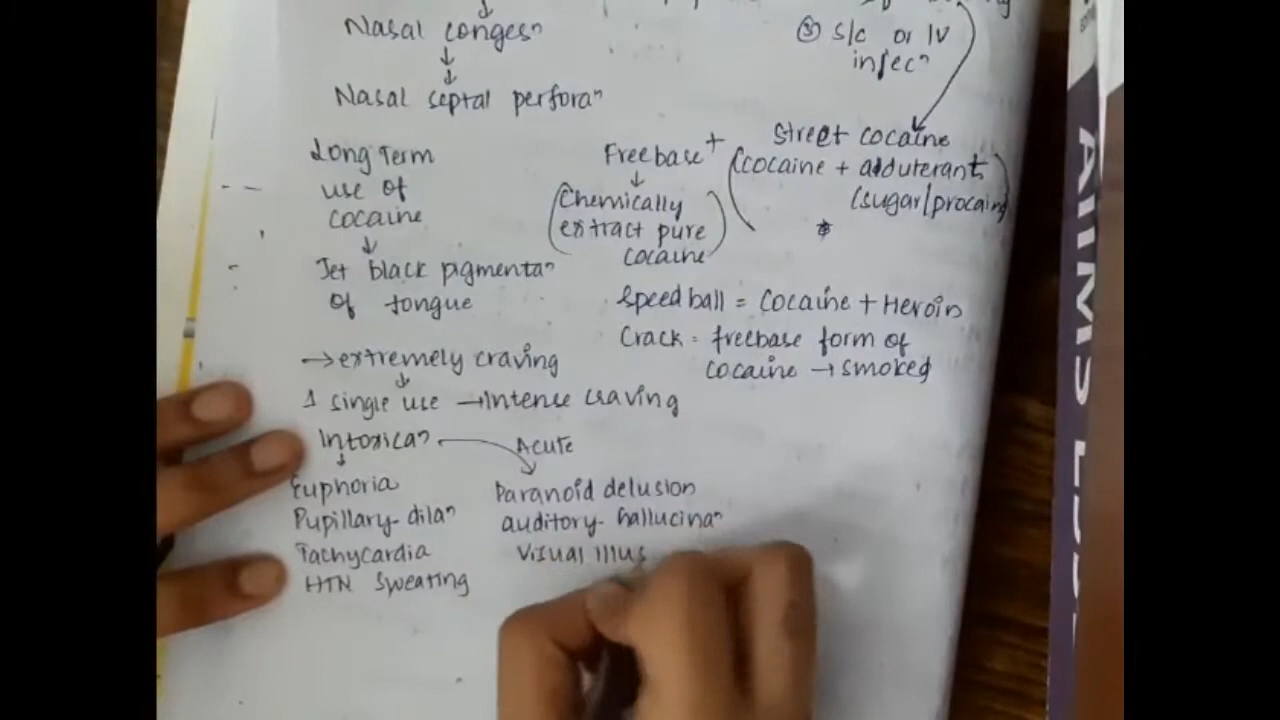 Nasal congesⁿ
Nasal septal perforaⁿ
③ s/c or IV
injecⁿ
Long Term
use of
cocaine
Jet black pigmentaⁿ
of tongue
Freebase +
(Chemically
extract pure
cocaine)
Street cocaine
(cocaine + adduterant
(sugar/procain)
*
Speed ball = cocaine + Heroin
Crack = freebase form of
cocaine → smoked
→ extremely craving
1 single use → Intense craving
Intoxicaⁿ
Euphoria
Pupillary dilaⁿ
Tachycardia
HTN Sweating
Acute
Paranoid delusion
auditory hallucinaⁿ
Visual illus
AIIMS